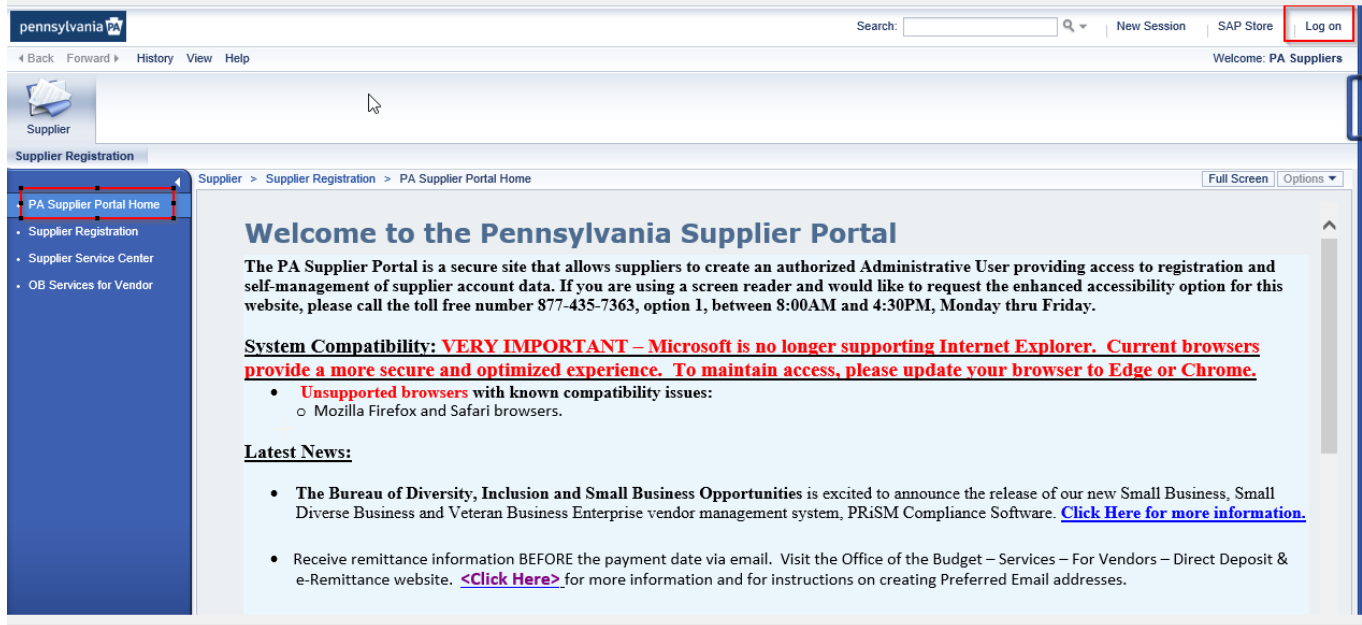 pennsylvania PA
Search:
New Session
SAP Store
Log on
Back Forward History View Help
Welcome: PA Suppliers
Supplier
Supplier Registration
Supplier > Supplier Registration > PA Supplier Portal Home
Full Screen
Options
• PA Supplier Portal Home
• Supplier Registration
• Supplier Service Center
• OB Services for Vendor
Welcome to the Pennsylvania Supplier Portal
The PA Supplier Portal is a secure site that allows suppliers to create an authorized Administrative User providing access to registration and
self-management of supplier account data. If you are using a screen reader and would like to request the enhanced accessibility option for this
website, please call the toll free number 877-435-7363, option 1, between 8:00AM and 4:30PM, Monday thru Friday.
System Compatibility: VERY IMPORTANT – Microsoft is no longer supporting Internet Explorer. Current browsers
provide a more secure and optimized experience. To maintain access, please update your browser to Edge or Chrome.
• Unsupported browsers with known compatibility issues:
o Mozilla Firefox and Safari browsers.
Latest News:
• The Bureau of Diversity, Inclusion and Small Business Opportunities is excited to announce the release of our new Small Business, Small
Diverse Business and Veteran Business Enterprise vendor management system, PRiSM Compliance Software. Click Here for more information.
• Receive remittance information BEFORE the payment date via email. Visit the Office of the Budget – Services – For Vendors – Direct Deposit &
e-Remittance website. <Click Here> for more information and for instructions on creating Preferred Email addresses.